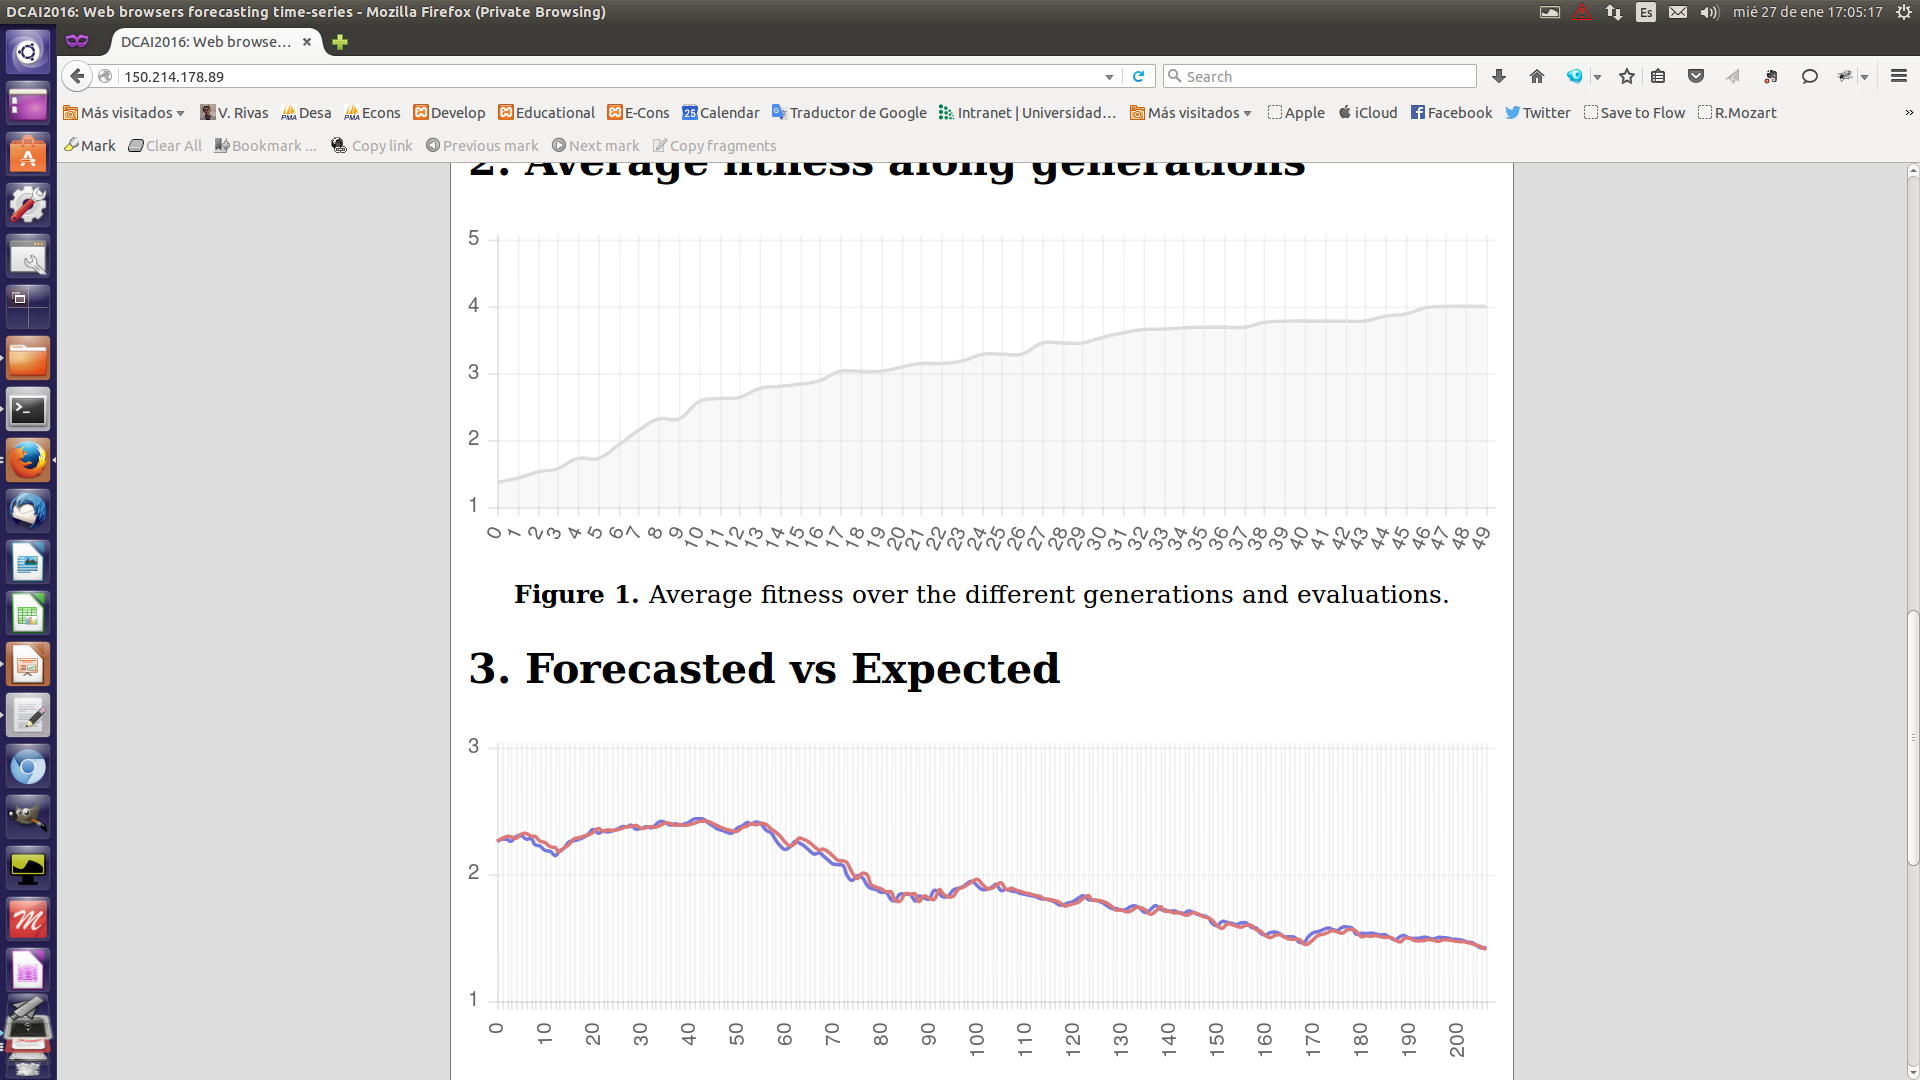 DCAI2016: Web browsers forecasting time-series - Mozilla Firefox (Private Browsing)
Es
mié 27 de ene 17:05:17
DCAI2016: Web browse...
150.214.178.89
Search
Más visitados
V. Rivas
Desa
Econs
Develop
Educational
E-Cons
25 Calendar
Traductor de Google
Intranet | Universidad...
Más visitados
Apple
iCloud
Facebook
Twitter
Save to Flow
R.Mozart
»
Mark
Clear All
Bookmark ...
Copy link
Previous mark
Next mark
Copy fragments
2. Average fitness along generations
5
4
3
2
1
0 1 2 3 4 5 6 7 8 9 10 11 12 13 14 15 16 17 18 19 20 21 22 23 24 25 26 27 28 29 30 31 32 33 34 35 36 37 38 39 40 41 42 43 44 45 46 47 48 49
Figure 1. Average fitness over the different generations and evaluations.
3. Forecasted vs Expected
3
2
1
0 10 20 30 40 50 60 70 80 90 100 110 120 130 140 150 160 170 180 190 200